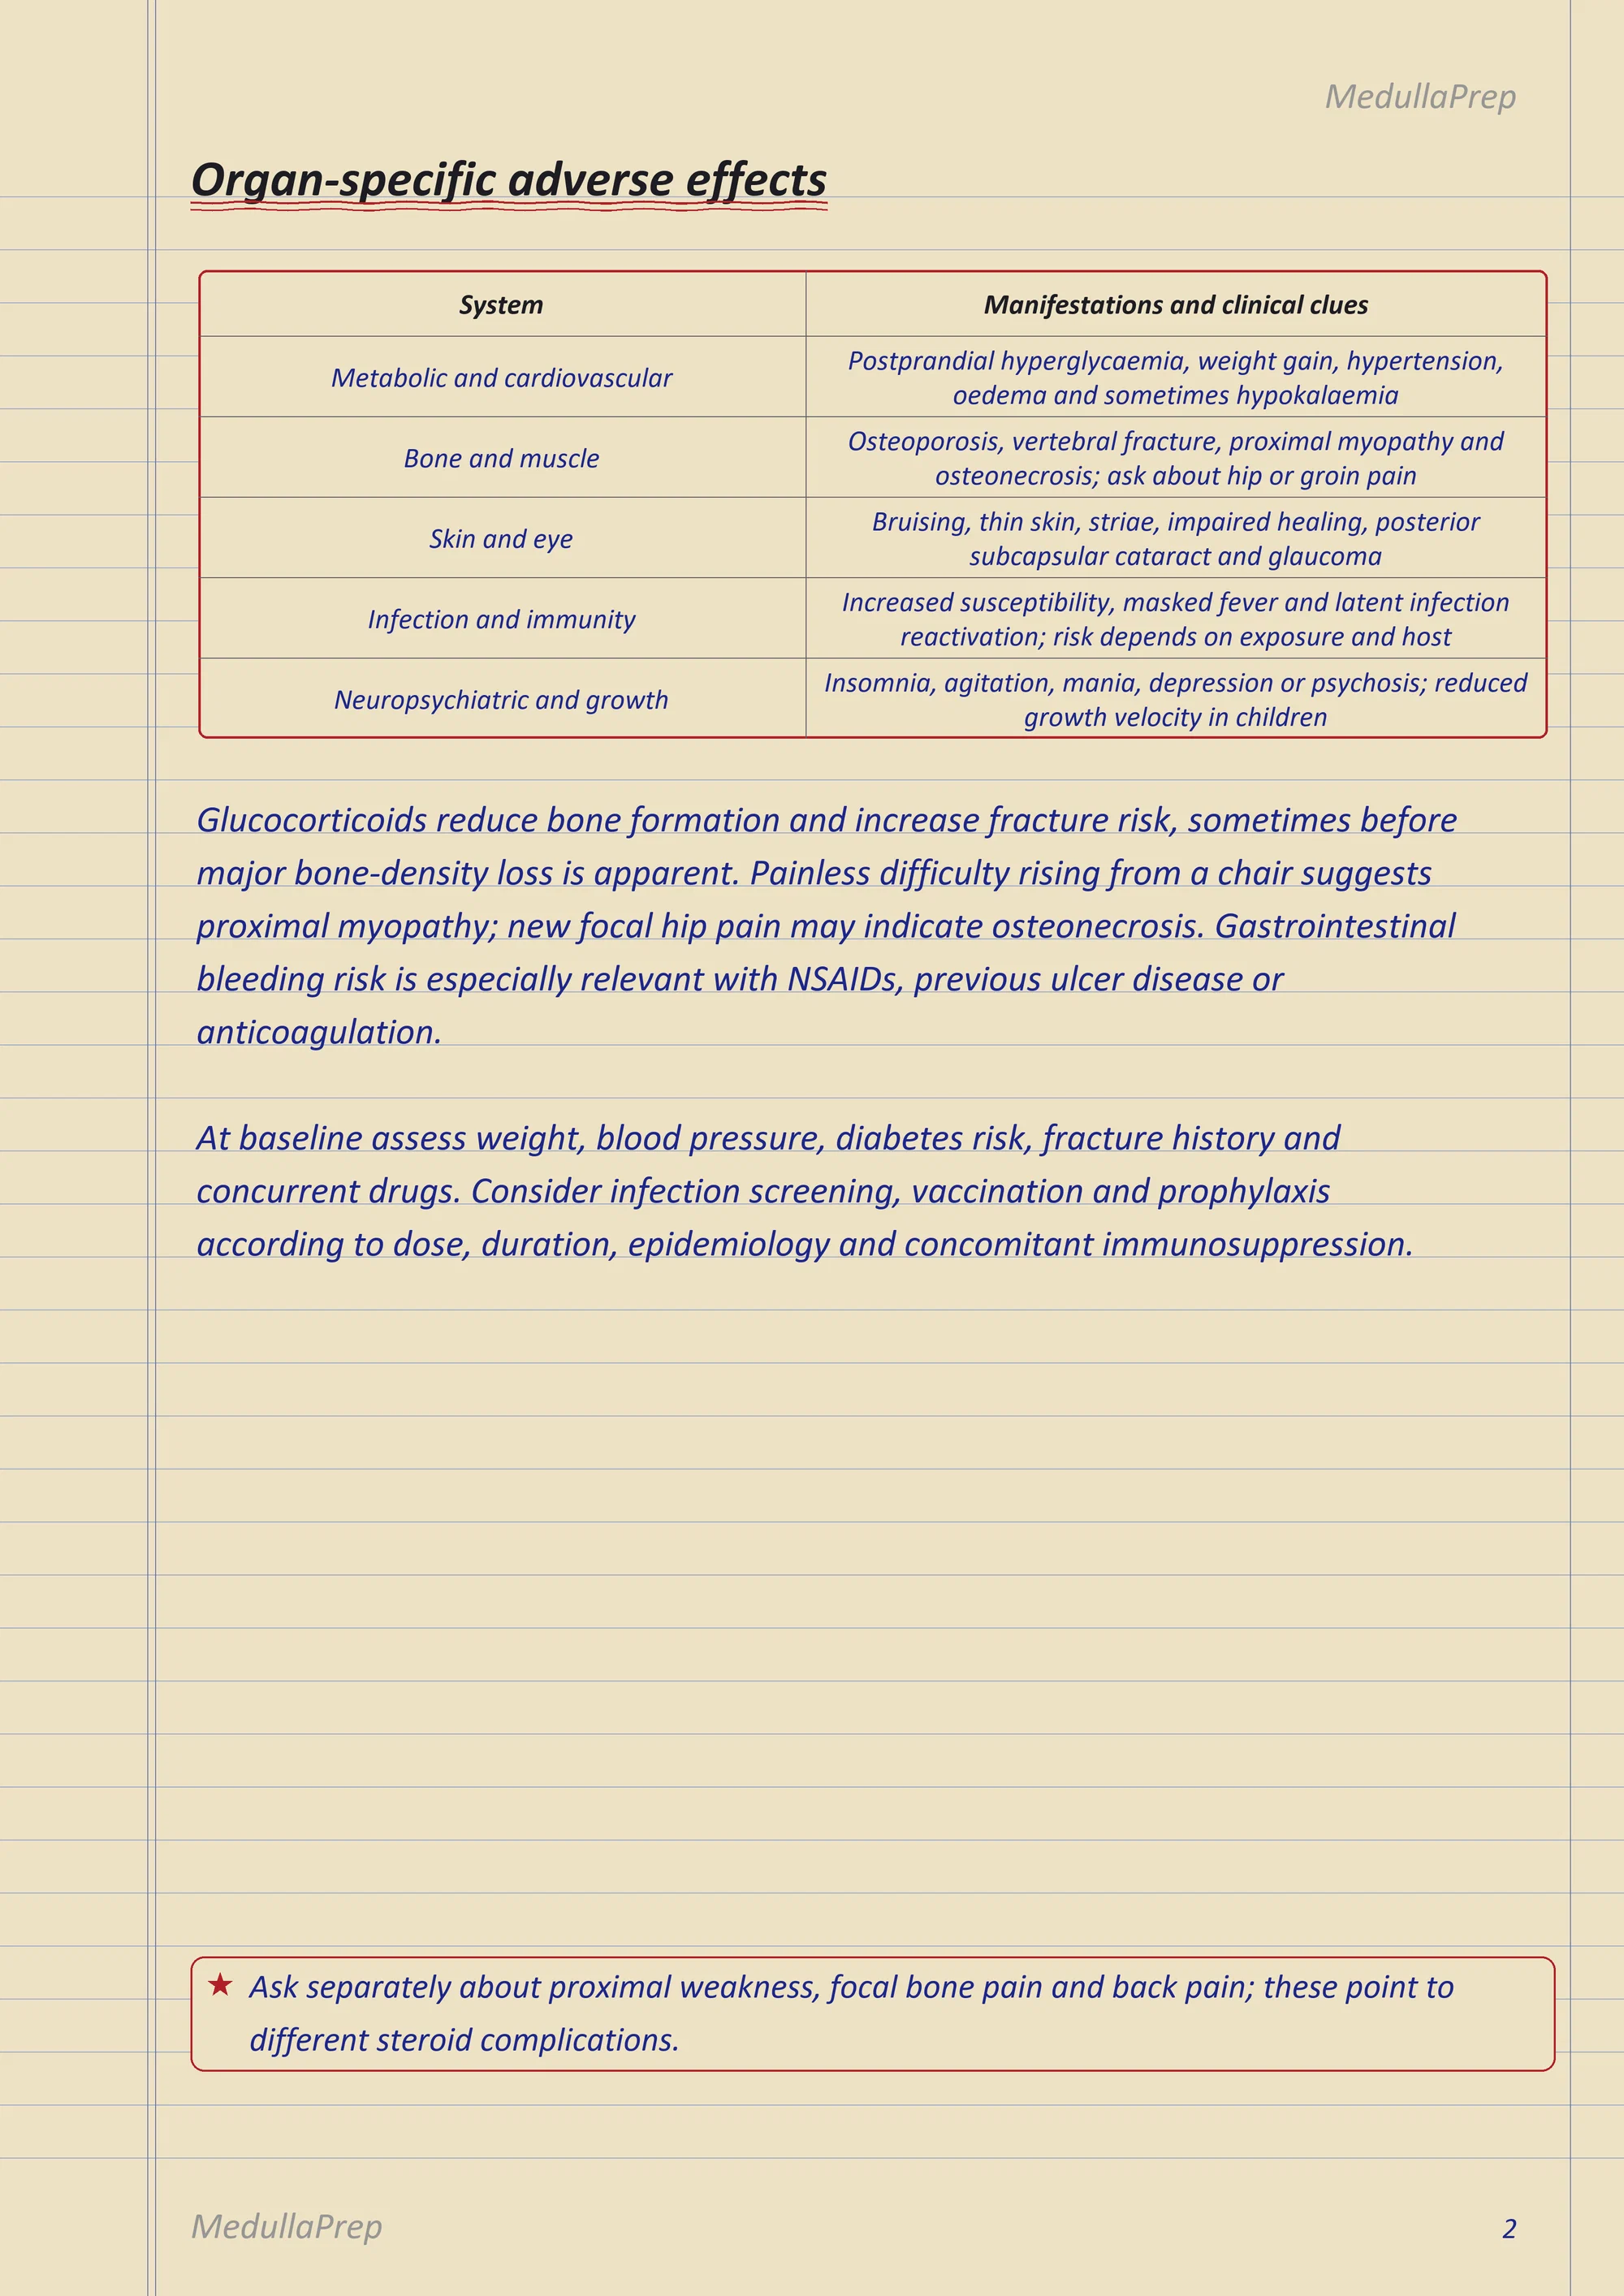 MedullaPrep
Organ-specific adverse effects
System
Manifestations and clinical clues
Metabolic and cardiovascular
Postprandial hyperglycaemia, weight gain, hypertension,
oedema and sometimes hypokalaemia
Bone and muscle
Osteoporosis, vertebral fracture, proximal myopathy and
osteonecrosis; ask about hip or groin pain
Skin and eye
Bruising, thin skin, striae, impaired healing, posterior
subcapsular cataract and glaucoma
Infection and immunity
Increased susceptibility, masked fever and latent infection
reactivation; risk depends on exposure and host
Neuropsychiatric and growth
Insomnia, agitation, mania, depression or psychosis; reduced
growth velocity in children
Glucocorticoids reduce bone formation and increase fracture risk, sometimes before
major bone-density loss is apparent. Painless difficulty rising from a chair suggests
proximal myopathy; new focal hip pain may indicate osteonecrosis. Gastrointestinal
bleeding risk is especially relevant with NSAIDs, previous ulcer disease or
anticoagulation.
At baseline assess weight, blood pressure, diabetes risk, fracture history and
concurrent drugs. Consider infection screening, vaccination and prophylaxis
according to dose, duration, epidemiology and concomitant immunosuppression.
★ Ask separately about proximal weakness, focal bone pain and back pain; these point to
different steroid complications.
MedullaPrep
2